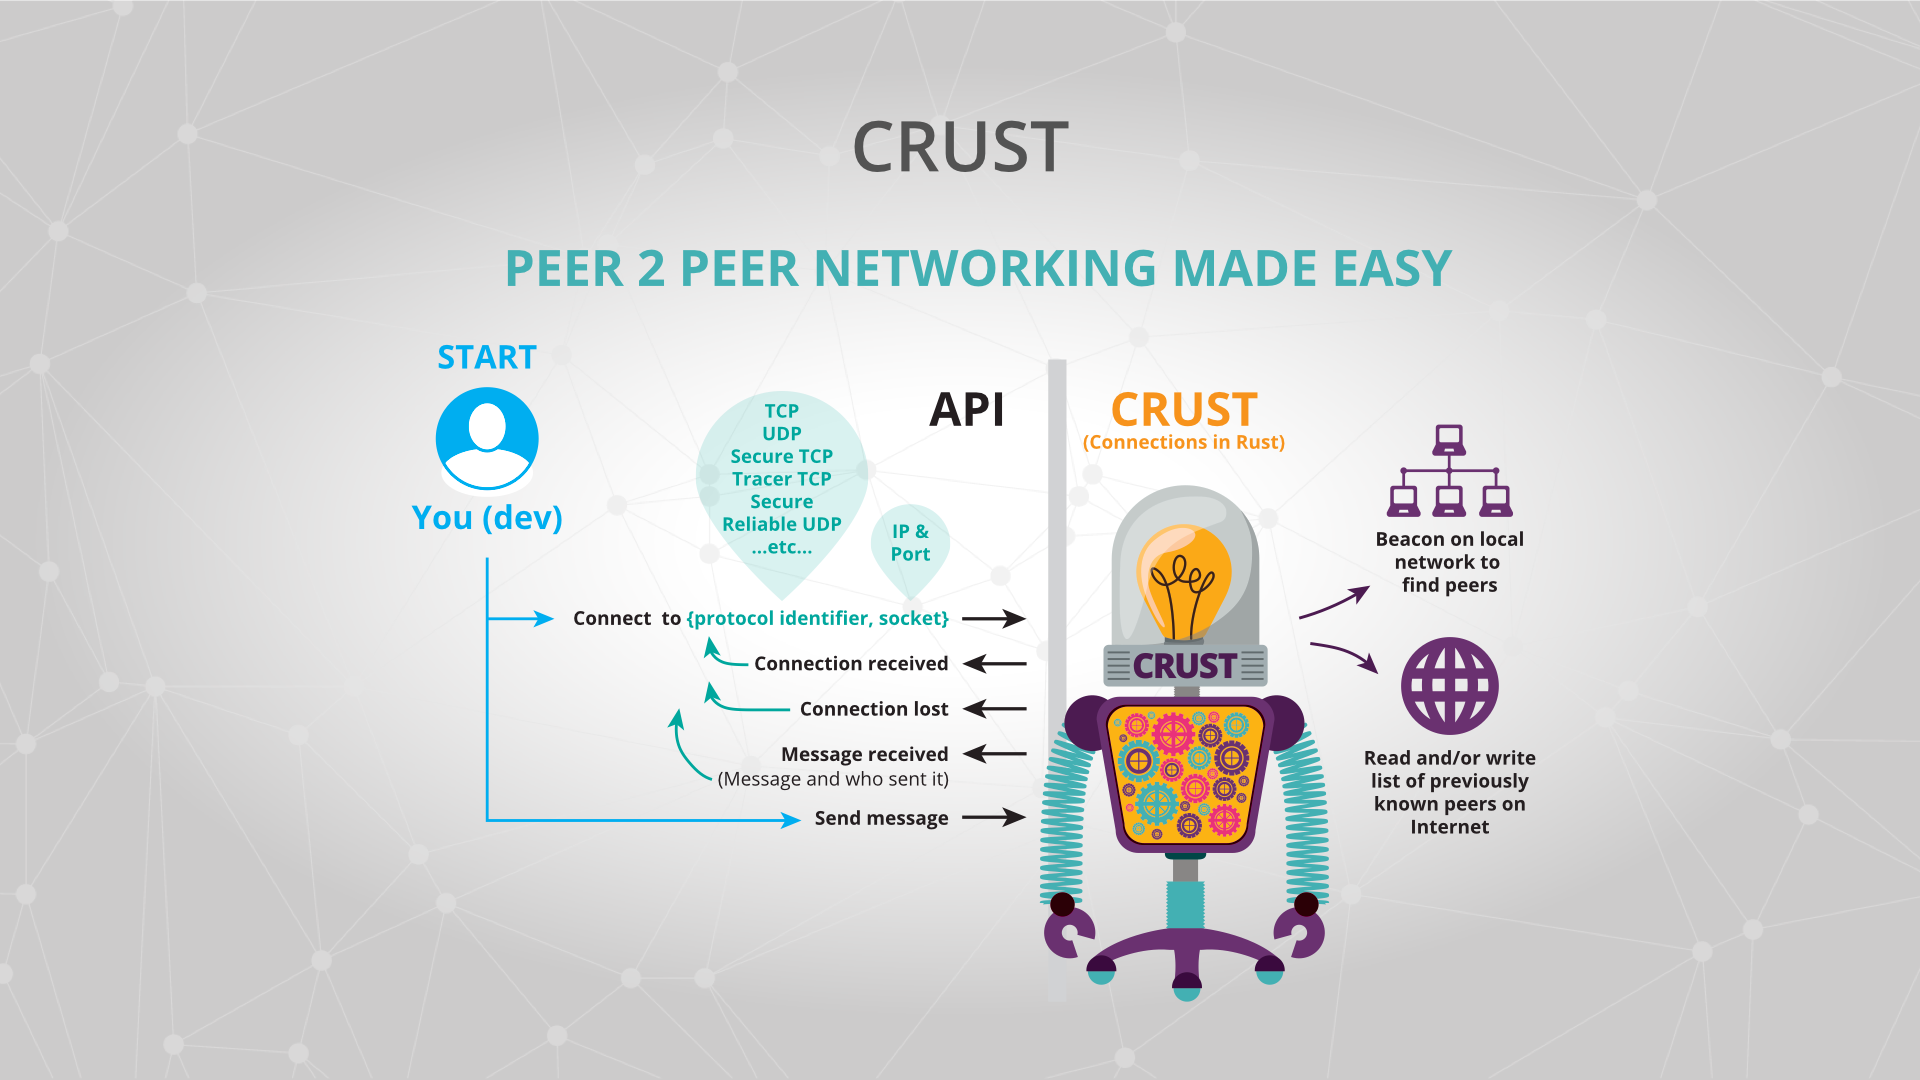 CRUST
PEER 2 PEER NETWORKING MADE EASY
START
You (dev)
TCP
UDP
Secure TCP
Tracer TCP
Secure
Reliable UDP
...etc...
IP &
Port
API
Connect to {protocol identifier, socket}
Connection received
Connection lost
Message received
(Message and who sent it)
Send message
CRUST
(Connections in Rust)
CRUST
Beacon on local
network to
find peers
Read and/or write
list of previously
known peers on
Internet